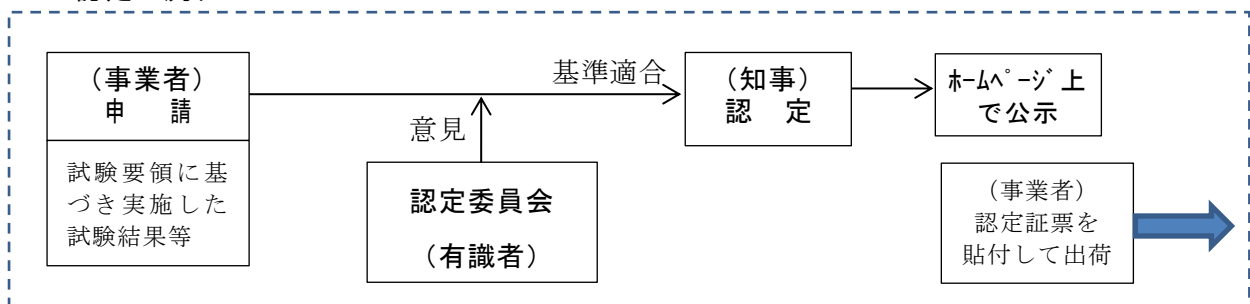 （事業者）
申　請
試験要領に基
づき実施した
試験結果等
基準適合
意見
認定委員会
（有識者）
（知事）
認　定
ﾎｰﾑﾍﾟｰｼﾞ上
で公示
（事業者）
認定証票を
貼付して出荷